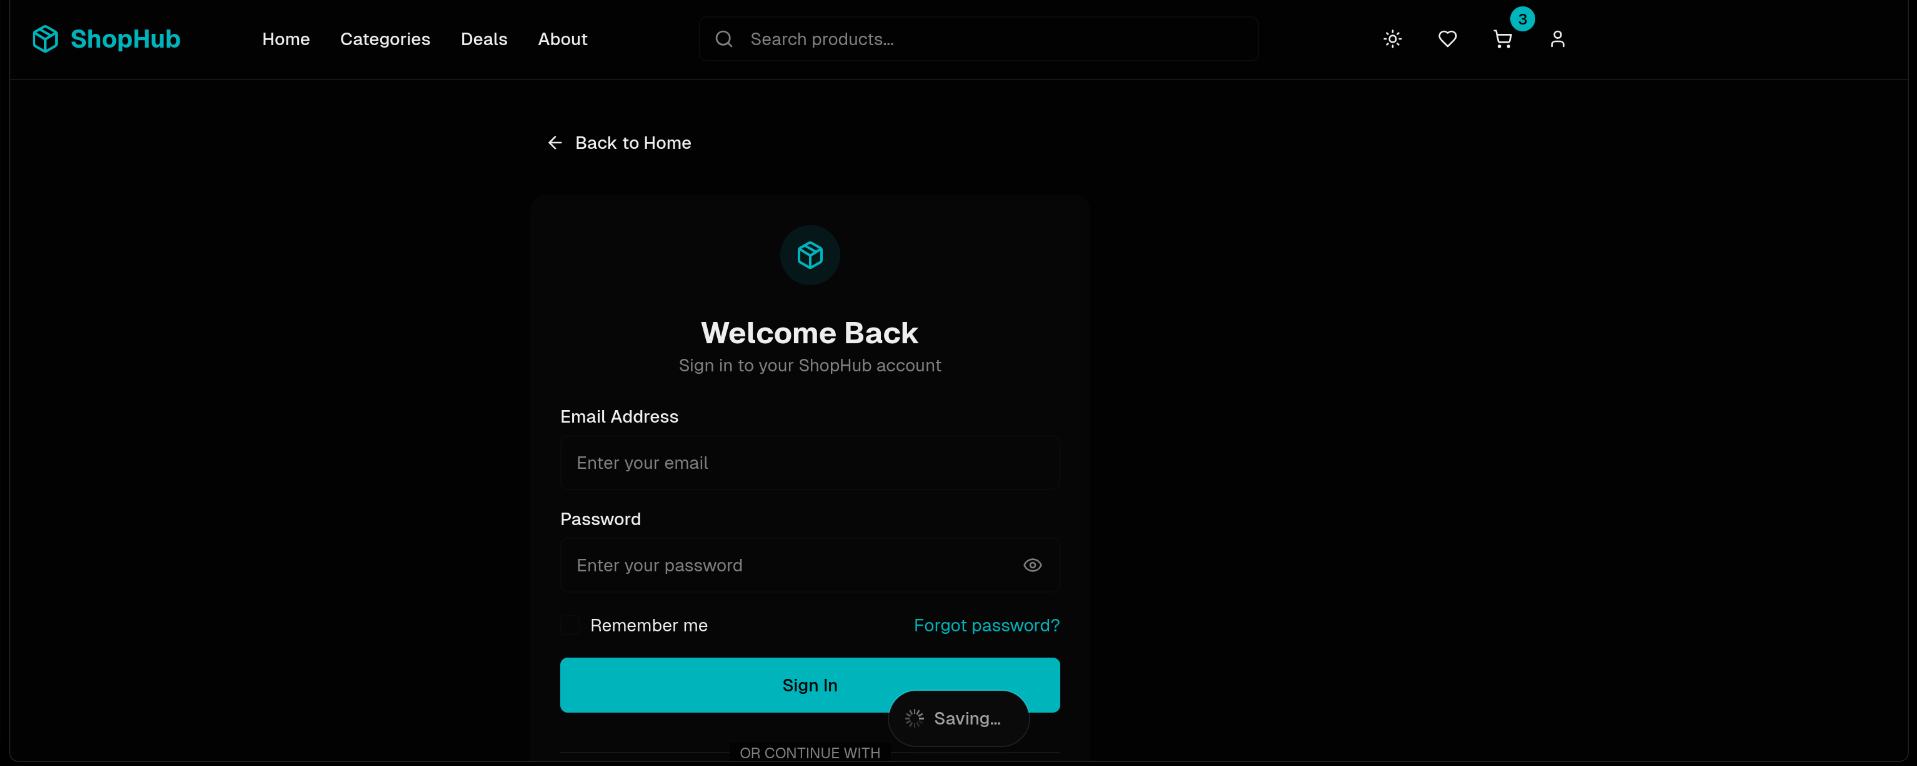 ShopHub
Home Categories Deals About
Search products...
3
Back to Home
Welcome Back
Sign in to your ShopHub account
Email Address
Enter your email
Password
Enter your password
Remember me Forgot password?
Sign In
Saving...
OR CONTINUE WITH